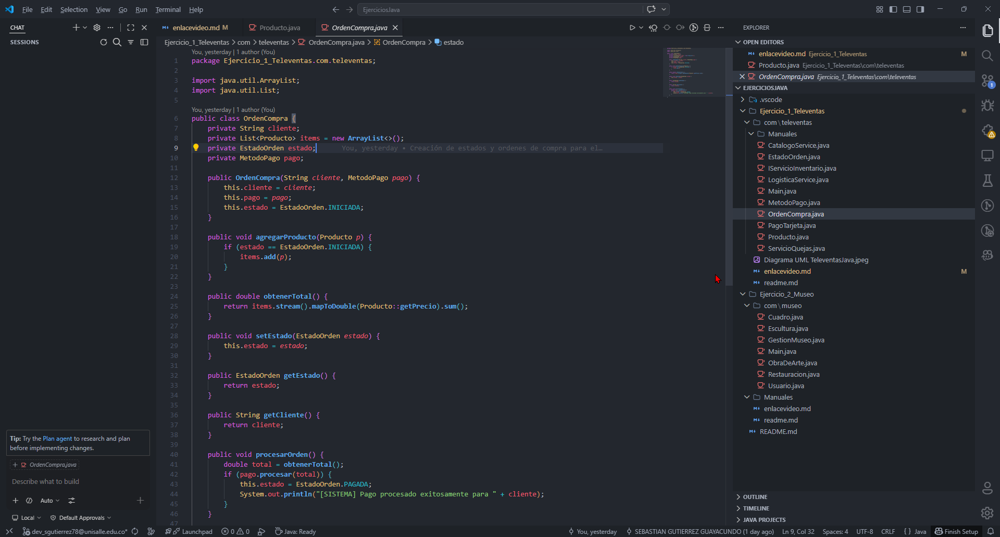 File Edit Selection View Go Run Terminal Help
EjerciciosJava
CHAT
SESSIONS
Tip: Try the Plan agent to research and plan
before implementing changes.
OrdenCompra.java
Describe what to build
Auto
Local Default Approvals
enlacevideo.md M Producto.java OrdenCompra.java
Ejercicio_1_Televentas > com > televentas > OrdenCompra.java > OrdenCompra > estado
You, yesterday | 1 author (You)
1 package Ejercicio_1_Televentas.com.televentas;
2
3 import java.util.ArrayList;
4 import java.util.List;
5
You, yesterday | 1 author (You)
6 public class OrdenCompra {
7 private String cliente;
8 private List<Producto> items = new ArrayList<>();
9 private EstadoOrden estado; You, yesterday • Creación de estados y ordenes de compra para el…
10 private MetodoPago pago;
11
12 public OrdenCompra(String cliente, MetodoPago pago) {
13 this.cliente = cliente;
14 this.pago = pago;
15 this.estado = EstadoOrden.INICIADA;
16 }
17
18 public void agregarProducto(Producto p) {
19 if (estado == EstadoOrden.INICIADA) {
20 items.add(p);
21 }
22 }
23
24 public double obtenerTotal() {
25 return items.stream().mapToDouble(Producto::getPrecio).sum();
26 }
27
28 public void setEstado(EstadoOrden estado) {
29 this.estado = estado;
30 }
31
32 public EstadoOrden getEstado() {
33 return estado;
34 }
35
36 public String getCliente() {
37 return cliente;
38 }
39
40 public void procesarOrden() {
41 double total = obtenerTotal();
42 if (pago.procesar(total)) {
43 this.estado = EstadoOrden.PAGADA;
44 System.out.println("[SISTEMA] Pago procesado exitosamente para " + cliente);
45 }
46 }
47
EXPLORER
OPEN EDITORS
enlacevideo.md Ejercicio_1_Televentas M
Producto.java Ejercicio_1_Televentas\com\televentas
OrdenCompra.java Ejercicio_1_Televentas\com\televentas
EJERCICIOSJAVA
.vscode
Ejercicio_1_Televentas
com\televentas
Manuales
CatalogoService.java
EstadoOrden.java
IServicioInventario.java
LogisticaService.java
Main.java
MetodoPago.java
OrdenCompra.java
PagoTarjeta.java
Producto.java
ServicioQuejas.java
Diagrama UML TeleventasJava.jpeg
enlacevideo.md M
readme.md
Ejercicio_2_Museo
com\museo
Cuadro.java
Escultura.java
GestionMuseo.java
Main.java
ObraDeArte.java
Restauracion.java
Usuario.java
Manuales
enlacevideo.md
readme.md
README.md
OUTLINE
TIMELINE
JAVA PROJECTS
1
dev_sgutierrez78@unisalle.edu.co* Launchpad 0 0 Java: Ready You, yesterday SEBASTIAN GUTIERREZ GUAYACUNDO (1 day ago) Ln 9, Col 32 Spaces: 4 UTF-8 CRLF {} Java Finish Setup